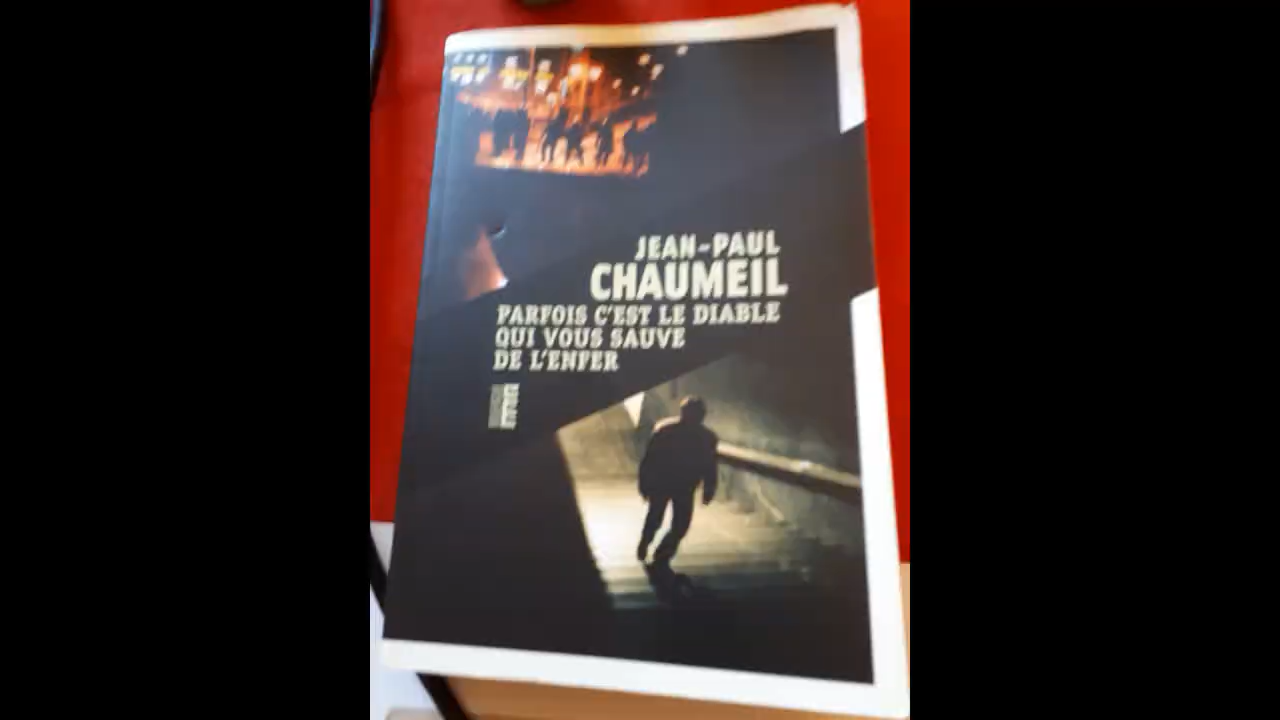 JEAN-PAUL
CHAUMEIL
PARFOIS C'EST LE DIABLE
QUI VOUS SAUVE
DE L'ENFER